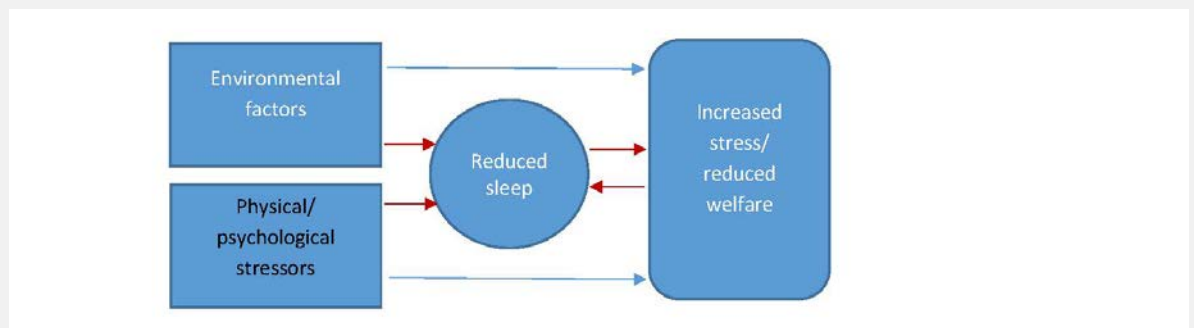 Environmental
factors
Physical/
psychological
stressors
Reduced
sleep
Increased
stress/
reduced
welfare